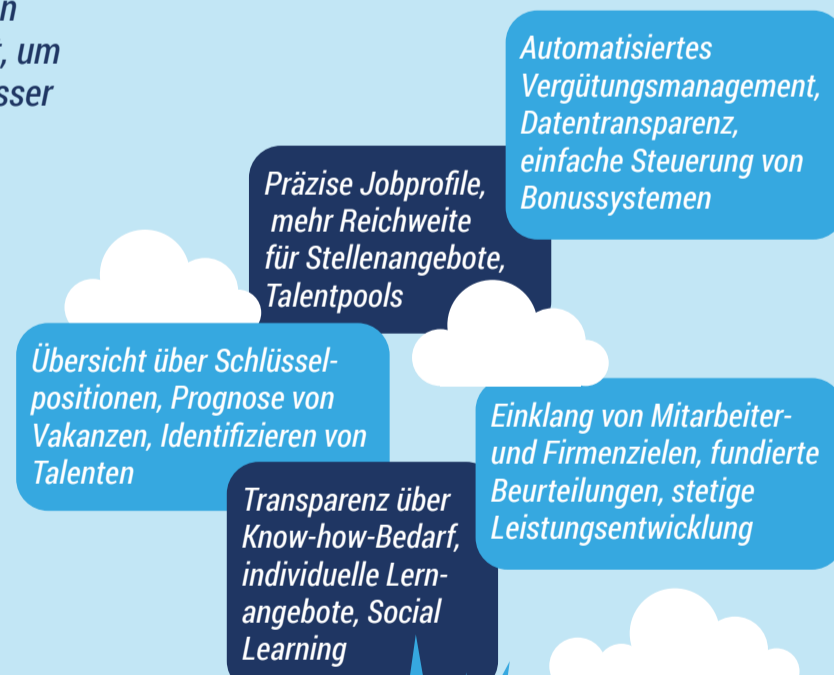 n
, um
sser
Automatisiertes
Vergütungsmanagement,
Datentransparenz,
einfache Steuerung von
Bonussystemen
Präzise Jobprofile,
mehr Reichweite
für Stellenangebote,
Talentpools
Übersicht über Schlüssel-
positionen, Prognose von
Vakanzen, Identifizieren von
Talenten
Einklang von Mitarbeiter-
und Firmenzielen, fundierte
Beurteilungen, stetige
Leistungsentwicklung
Transparenz über
Know-how-Bedarf,
individuelle Lern-
angebote, Social
Learning